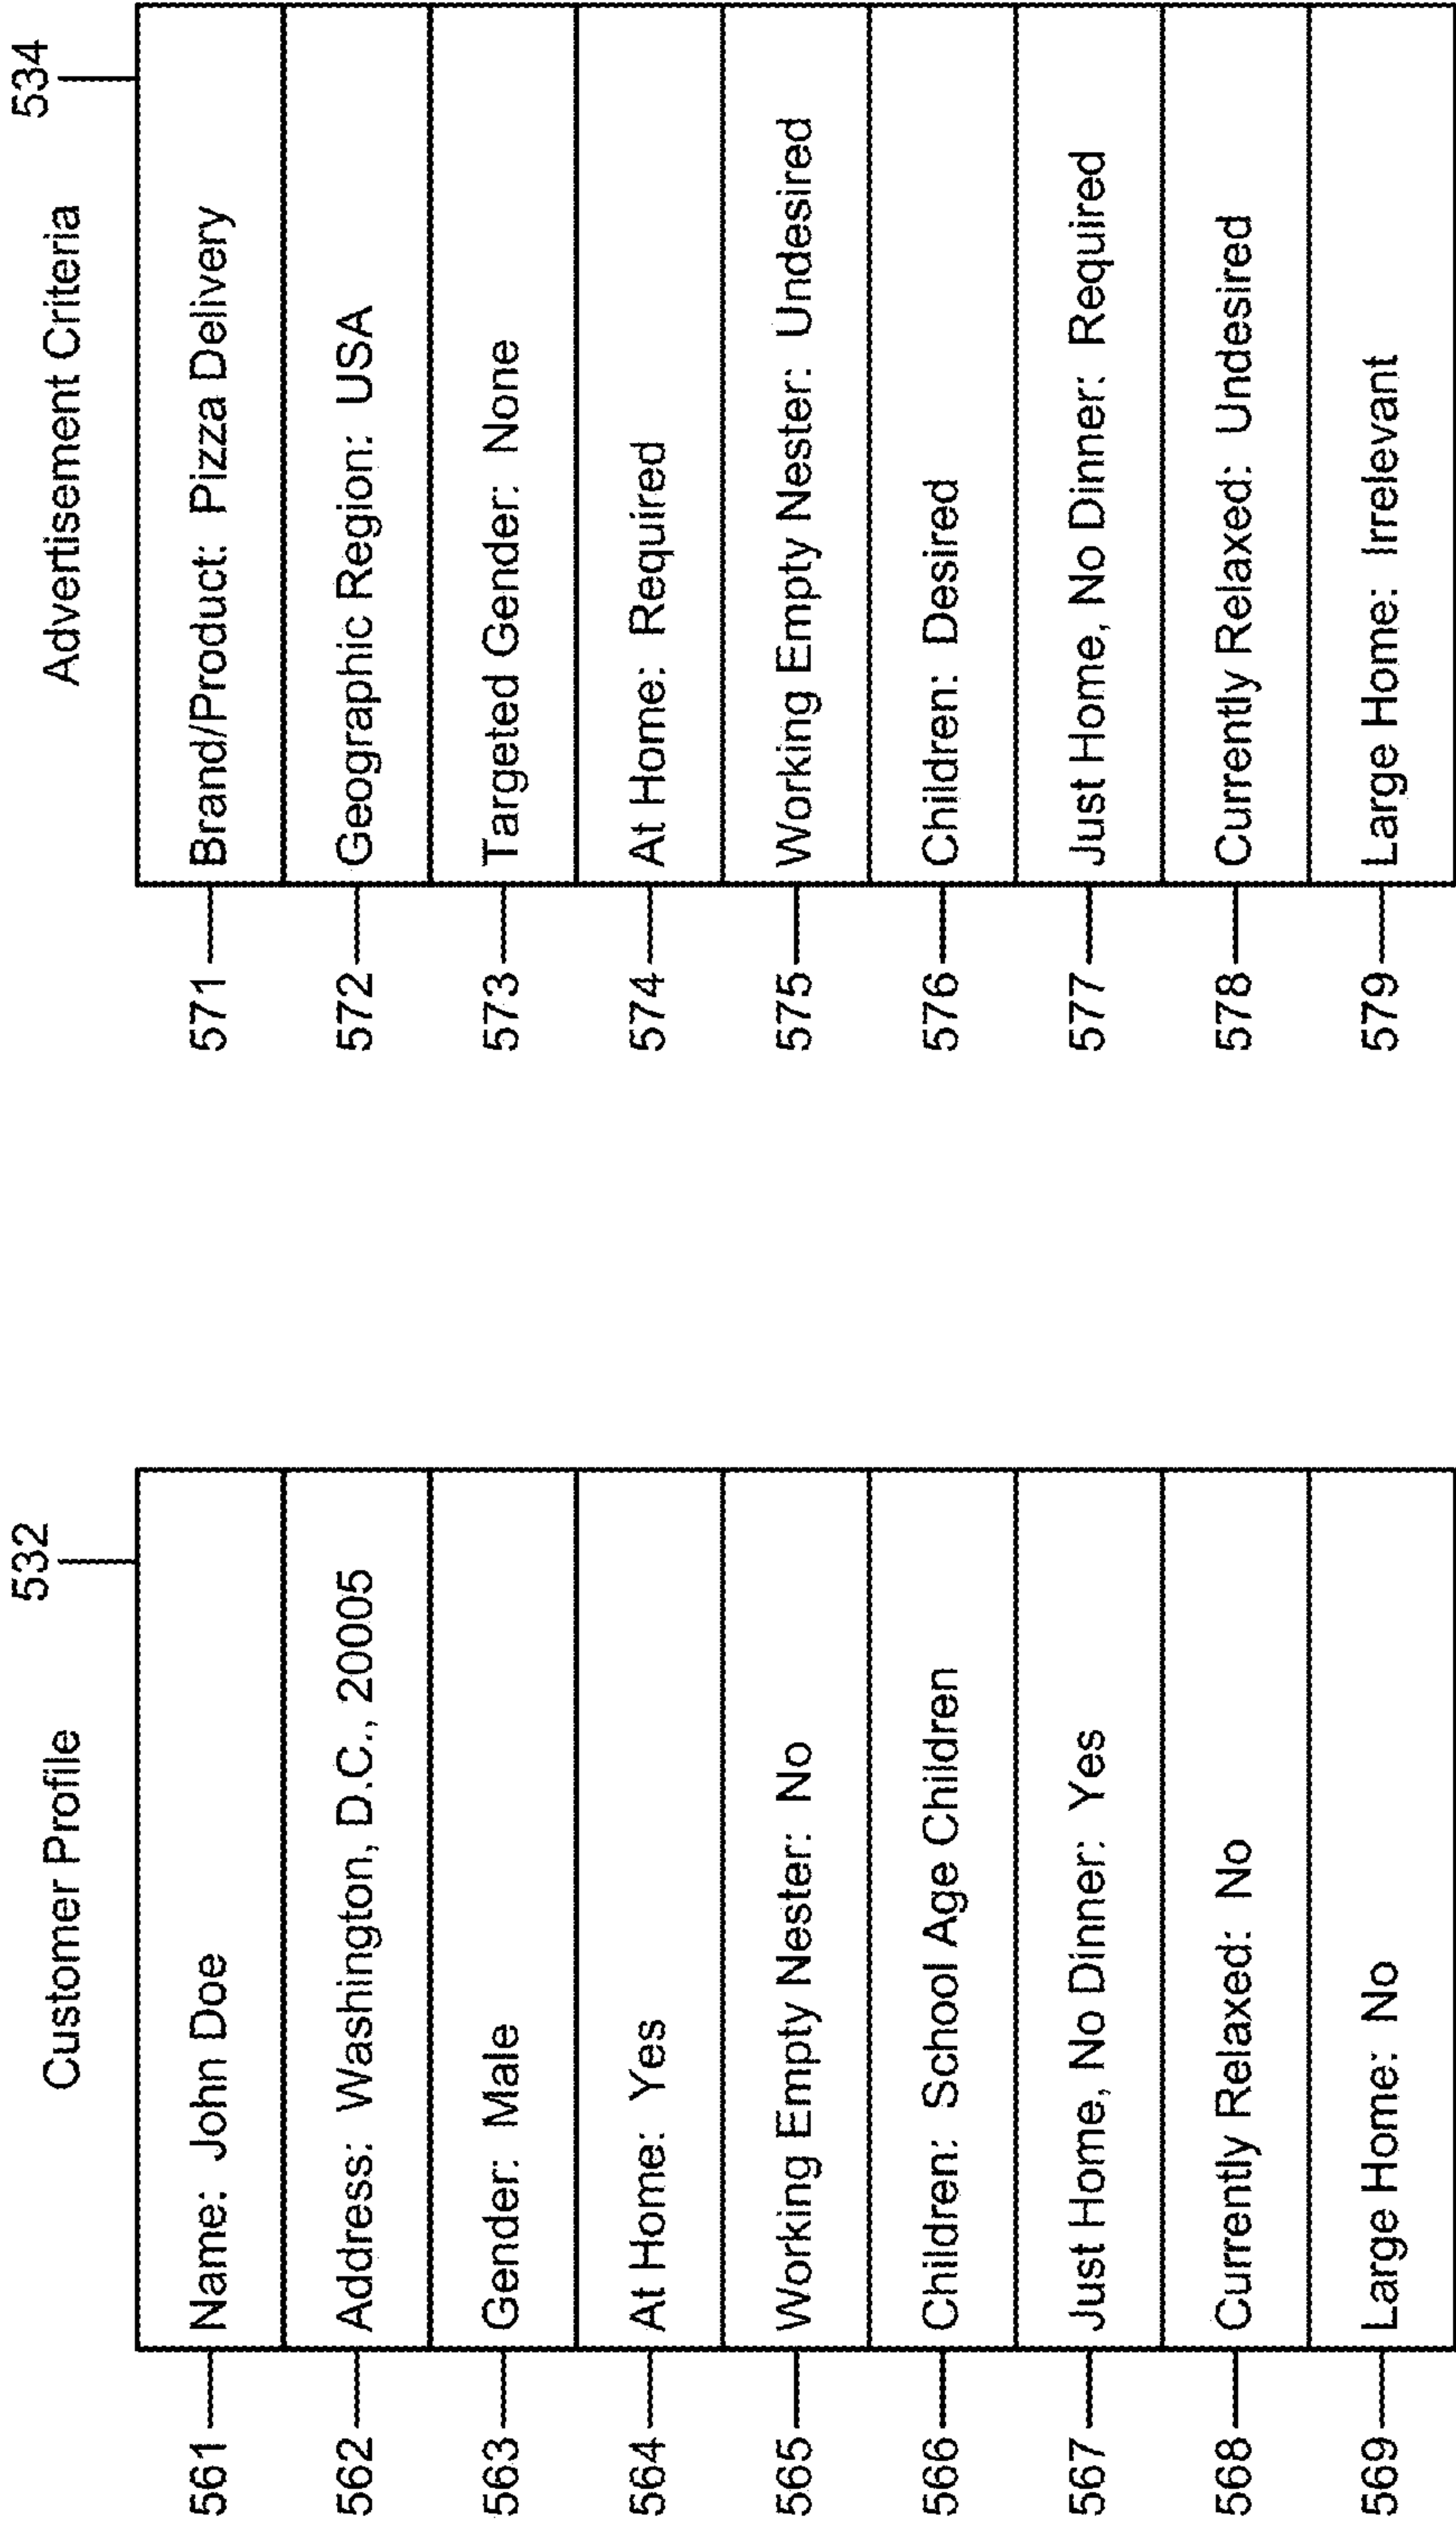 Customer Profile
532
561 Name: John Doe
562 Address: Washington, D.C., 20005
563 Gender: Male
564 At Home: Yes
565 Working Empty Nester: No
566 Children: School Age Children
567 Just Home, No Dinner: Yes
568 Currently Relaxed: No
569 Large Home: No
Advertisement Criteria
534
571 Brand/Product: Pizza Delivery
572 Geographic Region: USA
573 Targeted Gender: None
574 At Home: Required
575 Working Empty Nester: Undesired
576 Children: Desired
577 Just Home, No Dinner: Required
578 Currently Relaxed: Undesired
579 Large Home: Irrelevant